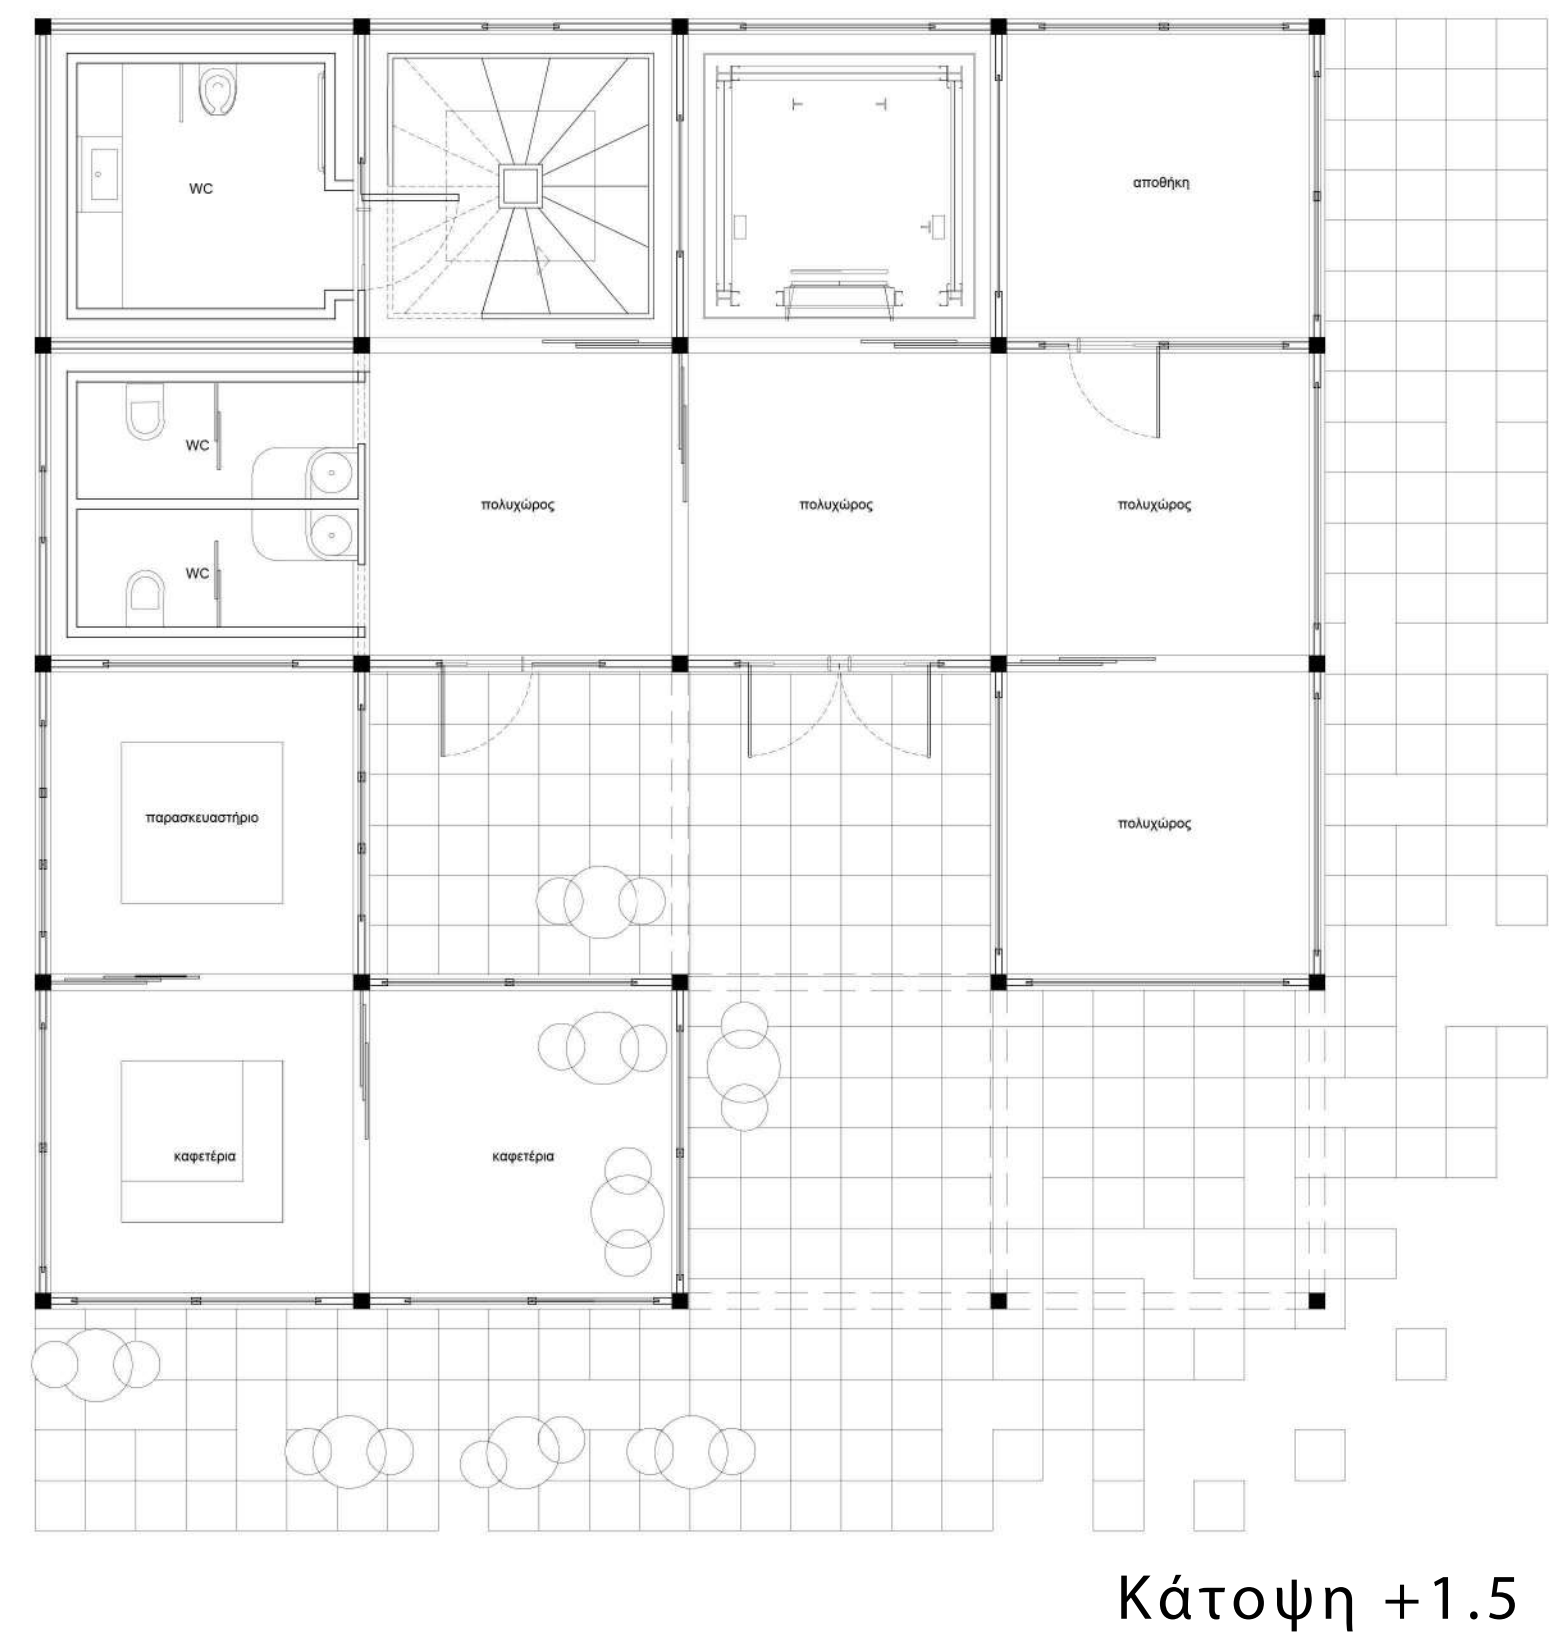 WC
αποθήκη
WC
πολυχώρος
πολυχώρος
πολυχώρος
WC
παρασκευαστήριο
πολυχώρος
καφετέρια
καφετέρια
Κάτοψη +1.5